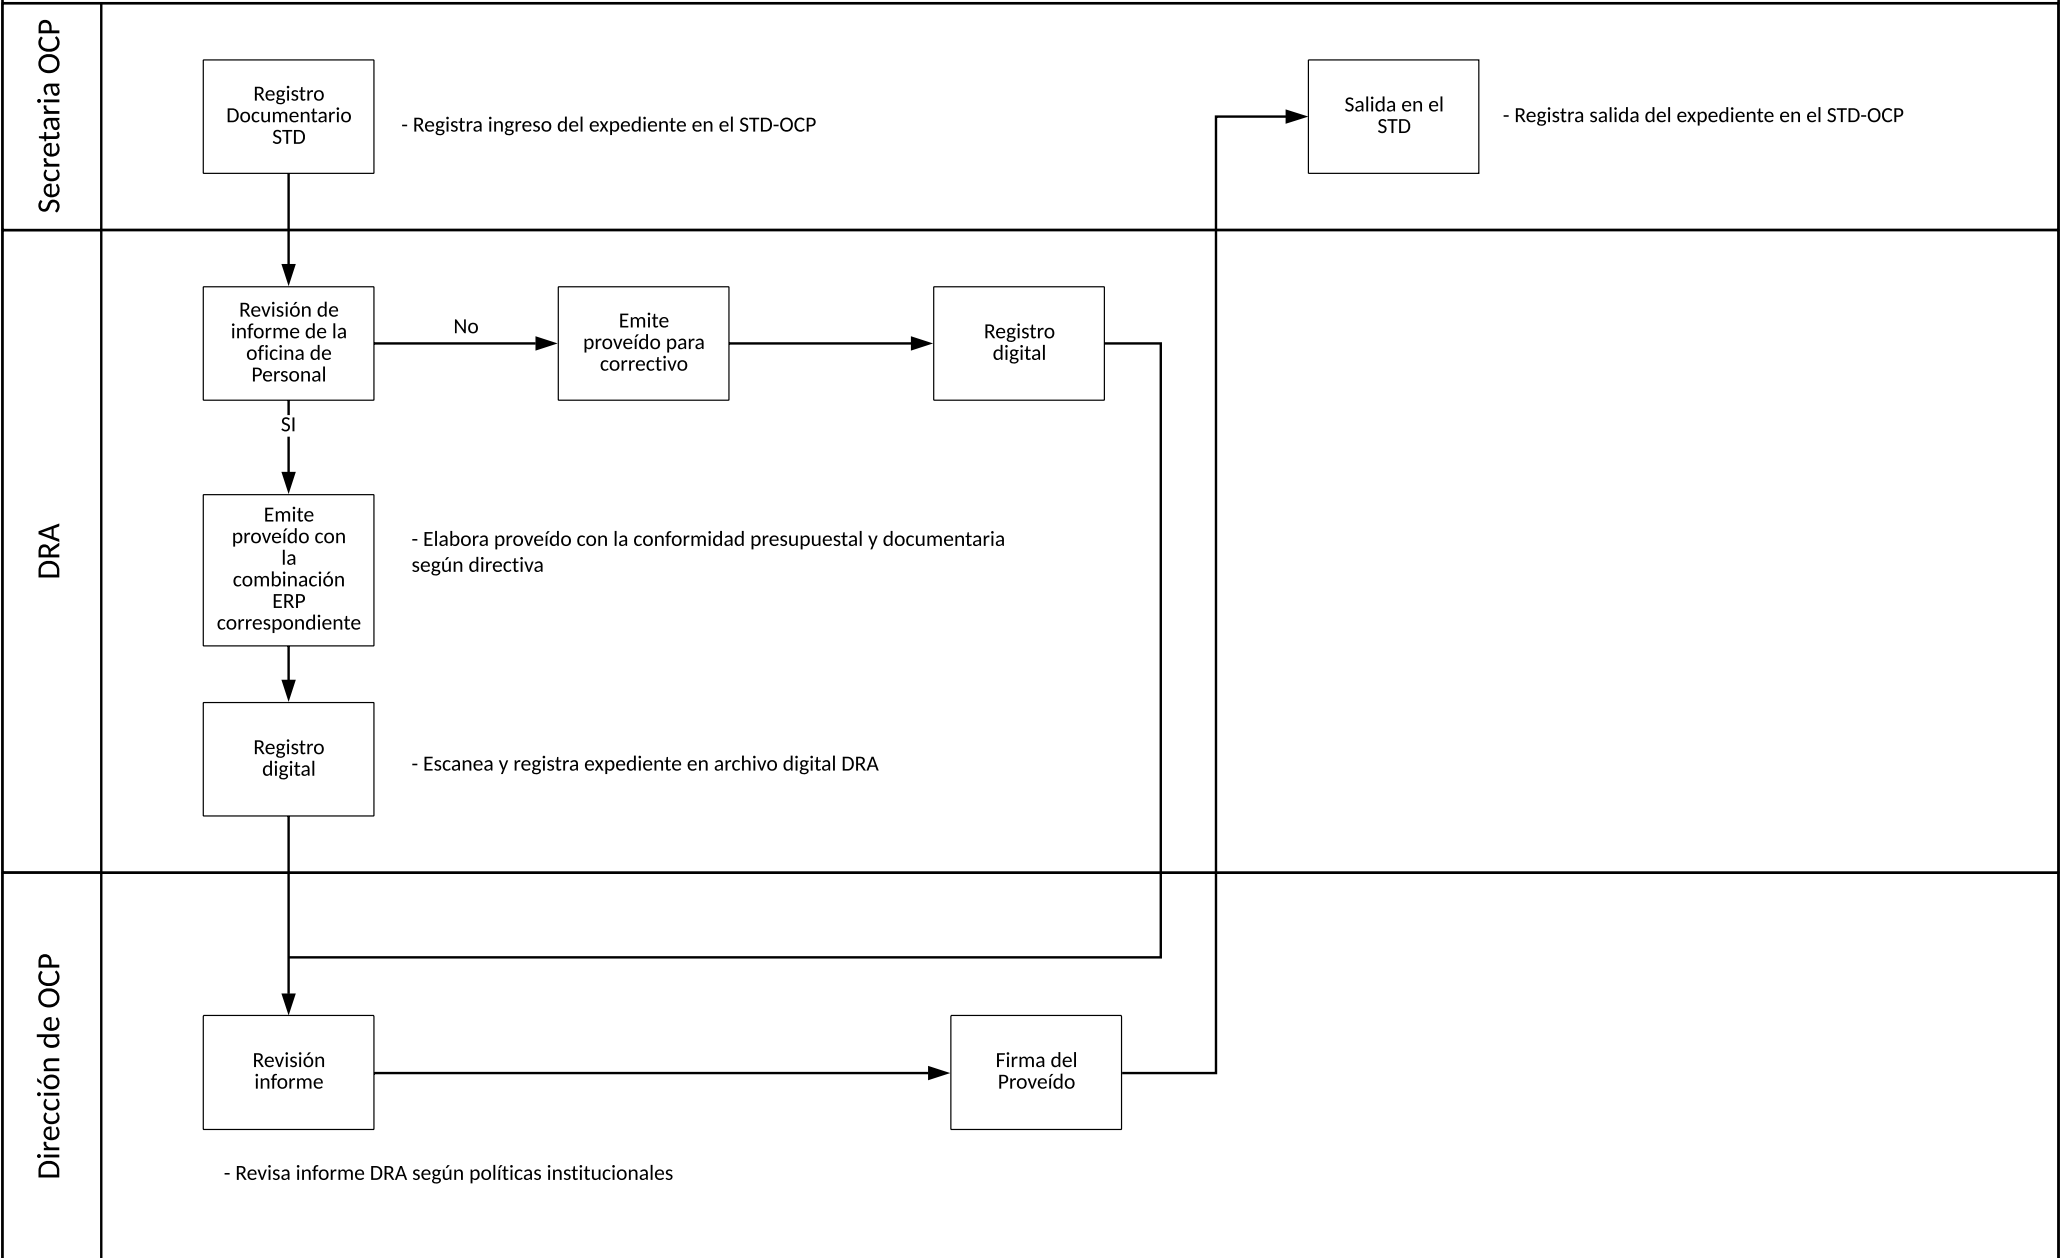 Secretaria OCP
Registro
Documentario
STD
- Registra ingreso del expediente en el STD-OCP
Salida en el
STD
- Registra salida del expediente en el STD-OCP
DRA
Revisión de
informe de la
oficina de
Personal
No
Emite
proveído para
correctivo
Registro
digital
SI
Emite
proveído con
la
combinación
ERP
correspondiente
- Elabora proveído con la conformidad presupuestal y documentaria
según directiva
Registro
digital
- Escanea y registra expediente en archivo digital DRA
Dirección de OCP
Revisión
informe
Firma del
Proveído
- Revisa informe DRA según políticas institucionales